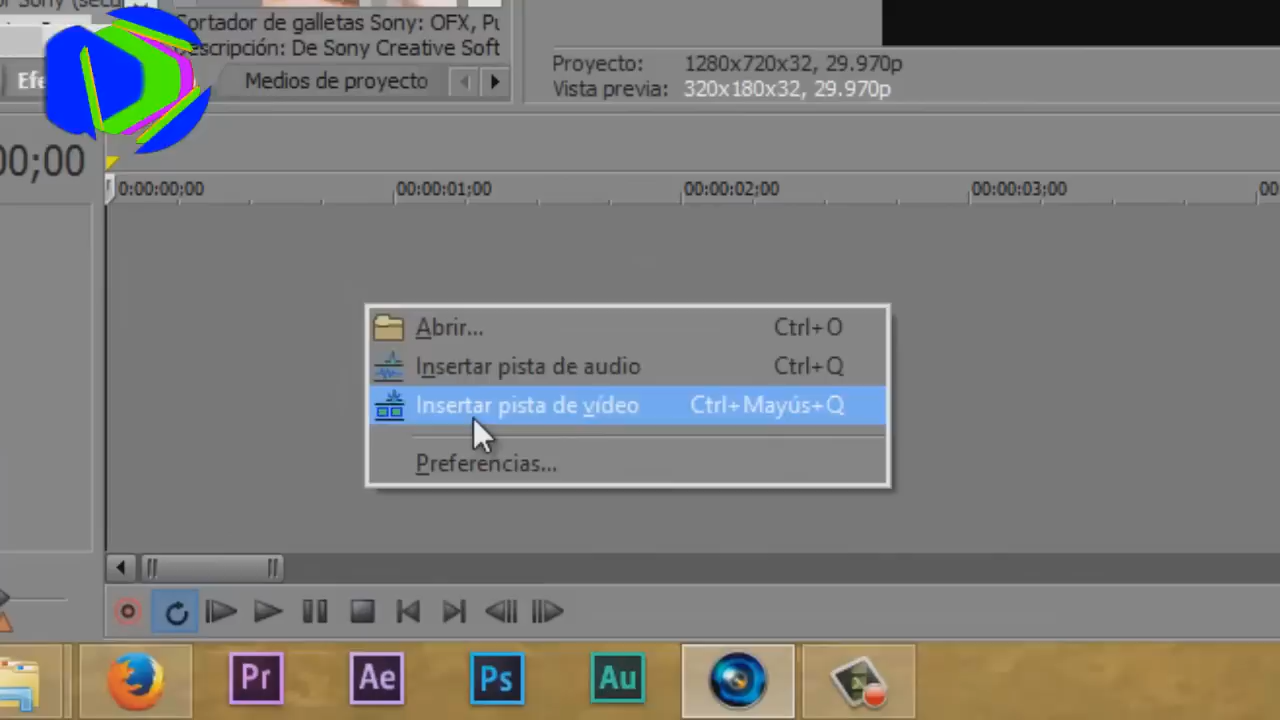 Cortador de galletas Sony: OFX, Pu
Descripción: De Sony Creative Soft
Medios de proyecto
Proyecto: 1280x720x32, 29.970p
Vista previa: 320x180x32, 29.970p
00;00
0:00:00;00 00:00:01;00 00:00:02;00 00:00:03;00 00
Abrir... Ctrl+O
Insertar pista de audio Ctrl+Q
Insertar pista de vídeo Ctrl+Mayús+Q
Preferencias...
Pr Ae Ps Au